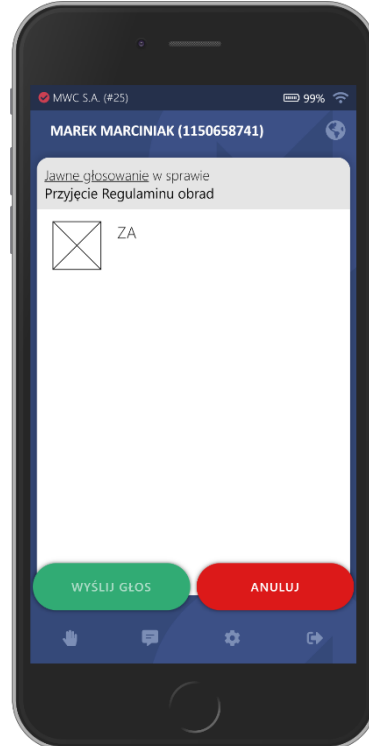 MWC S.A. (#25) 99%
MAREK MARCINIAK (1150658741)
Jawne głosowanie w sprawie
Przyjęcie Regulaminu obrad
ZA
WYŚLIJ GŁOS ANULUJ